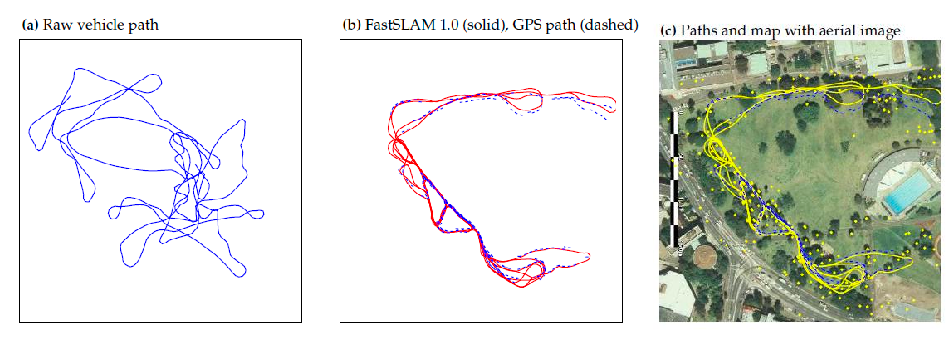 (a) Raw vehicle path
(b) FastSLAM 1.0 (solid), GPS path (dashed)
(c) Paths and map with aerial image